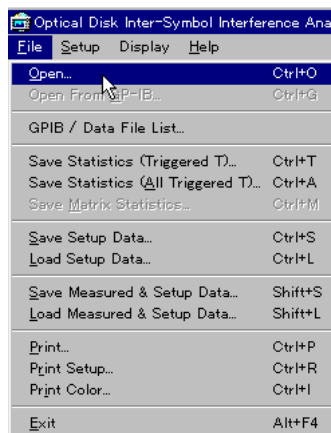 Optical Disk Inter-Symbol Interference Ana
File Setup Display Help
Open... Ctrl+O
Open From GP-IB... Ctrl+G
GPIB / Data File List...
Save Statistics (Triggered T)... Ctrl+T
Save Statistics (All Triggered T)... Ctrl+A
Save Matrix Statistics... Ctrl+M
Save Setup Data... Ctrl+S
Load Setup Data... Ctrl+L
Save Measured & Setup Data... Shift+S
Load Measured & Setup Data... Shift+L
Print... Ctrl+P
Print Setup... Ctrl+R
Print Color... Ctrl+I
Exit Alt+F4